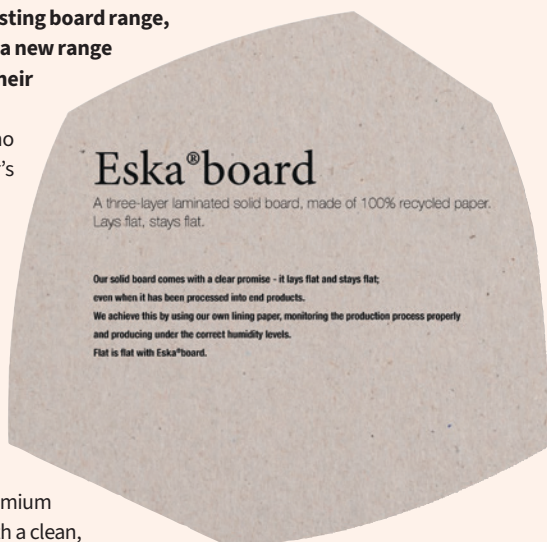 sting board range,
a new range
heir
no
's
Eska®board
A three-layer laminated solid board, made of 100% recycled paper.
Lays flat, stays flat.
Our solid board comes with a clear promise - it lays flat and stays flat;
even when it has been processed into end products.
We achieve this by using our own lining paper, monitoring the production process properly
and producing under the correct humidity levels.
Flat is flat with Eska®board.
mium
h a clean,